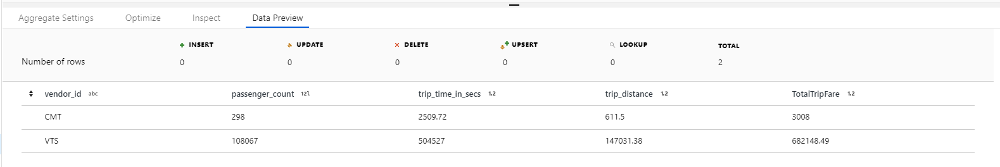 Aggregate Settings Optimize Inspect Data Preview
INSERT UPDATE DELETE UPSERT LOOKUP TOTAL
Number of rows 0 0 0 0 0 2
vendor_id abc passenger_count 12l trip_time_in_secs 1.2 trip_distance 1.2 TotalTripFare 1.2
CMT 298 2509.72 611.5 3008
VTS 108067 504527 147031.38 682148.49